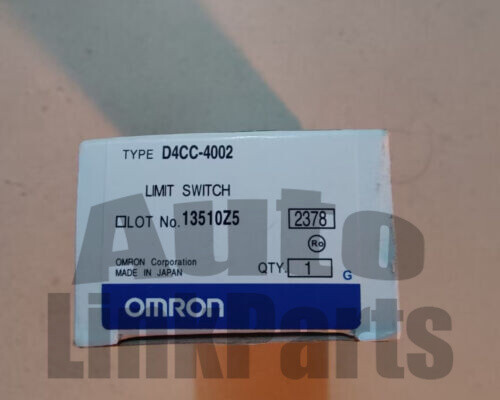 TYPE D4CC-4002
LIMIT SWITCH
LOT No. 13510Z5 2378
Ro
OMRON Corporation
MADE IN JAPAN QTY. 1 G
OMRON
Auto
LinkParts